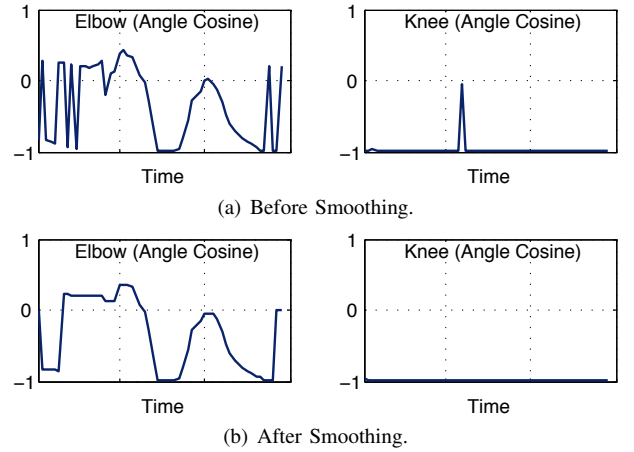 Elbow (Angle Cosine)
1
0
−1
Time
Knee (Angle Cosine)
1
0
−1
Time
(a) Before Smoothing.
Elbow (Angle Cosine)
1
0
−1
Time
Knee (Angle Cosine)
1
0
−1
Time
(b) After Smoothing.